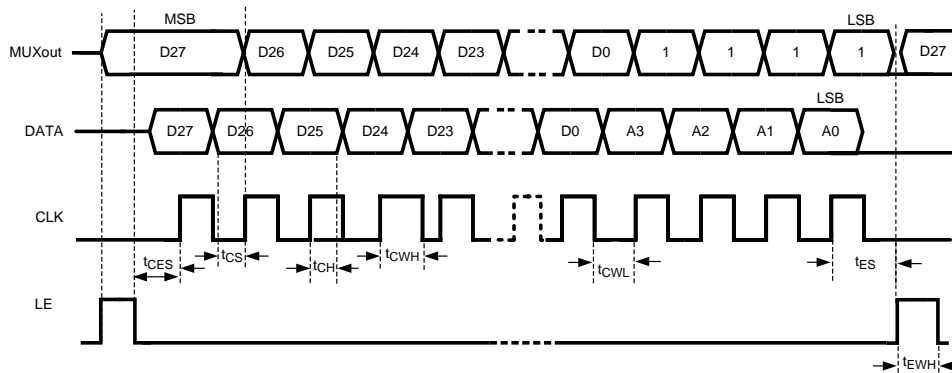 MSB LSB
MUXout D27 D26 D25 D24 D23 D0 1 1 1 1 D27
LSB
DATA D27 D26 D25 D24 D23 D0 A3 A2 A1 A0
CLK
tCES tCS tCH tCWH tCWL tES
LE
tEWH